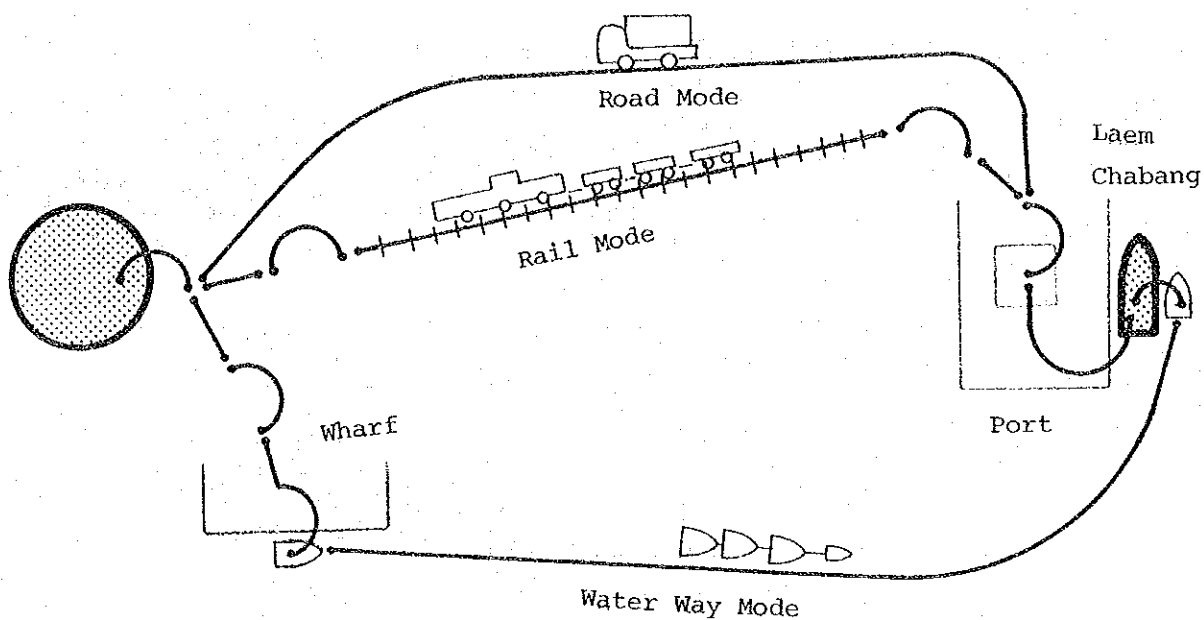 Road Mode
Laem
Chabang
Rail Mode
Wharf
Port
Water Way Mode